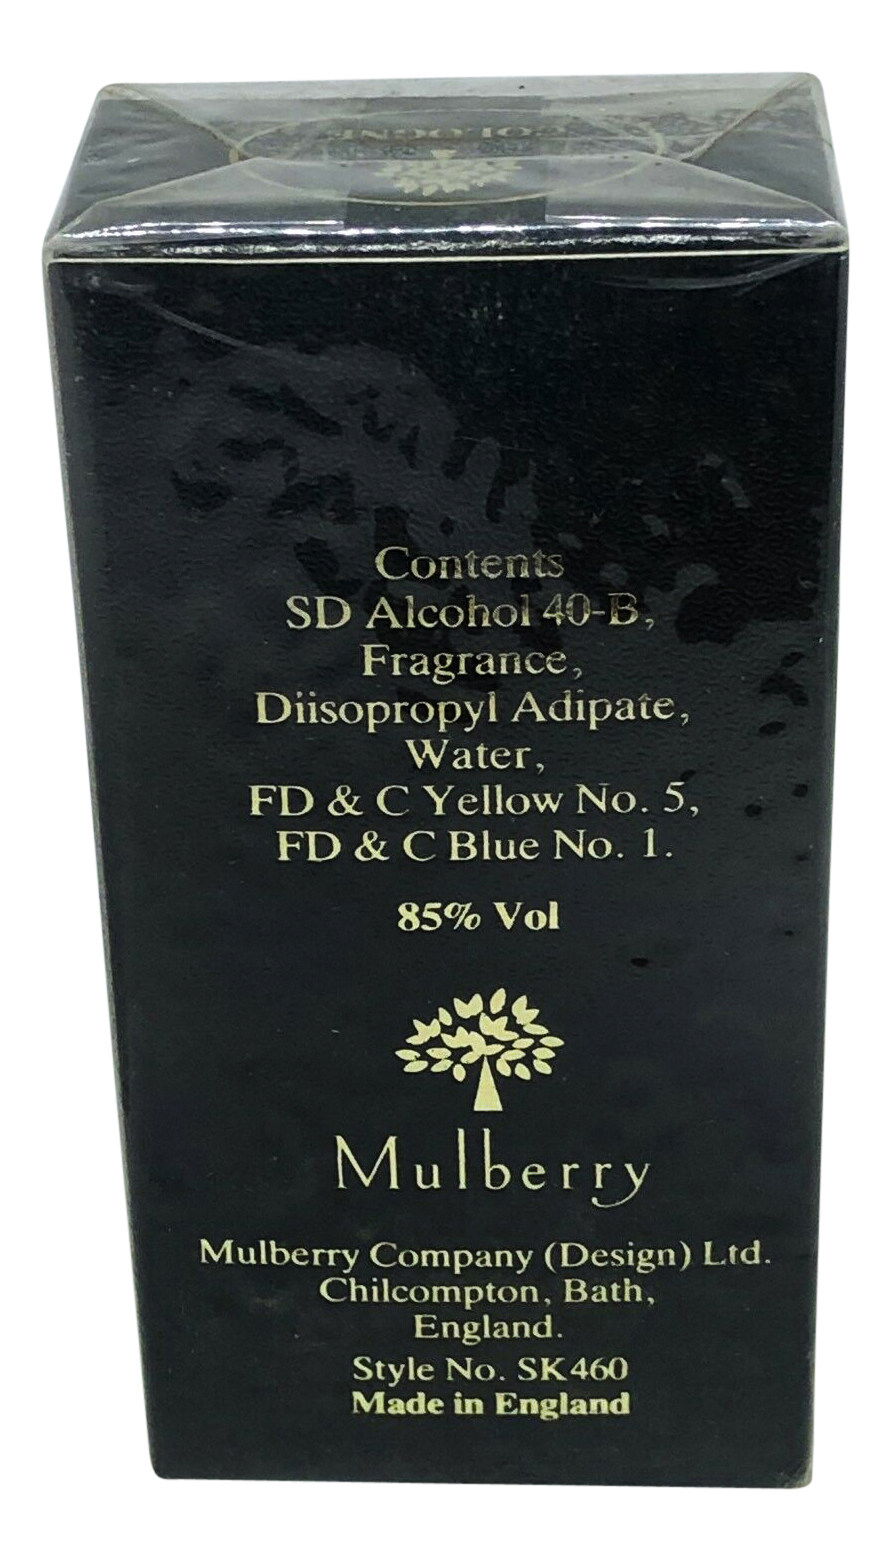 COLOGNE
Contents
SD Alcohol 40-B,
Fragrance,
Diisopropyl Adipate,
Water,
FD & C Yellow No. 5,
FD & C Blue No. 1.
85% Vol
Mulberry
Mulberry Company (Design) Ltd.
Chilcompton, Bath,
England.
Style No. SK460
Made in England